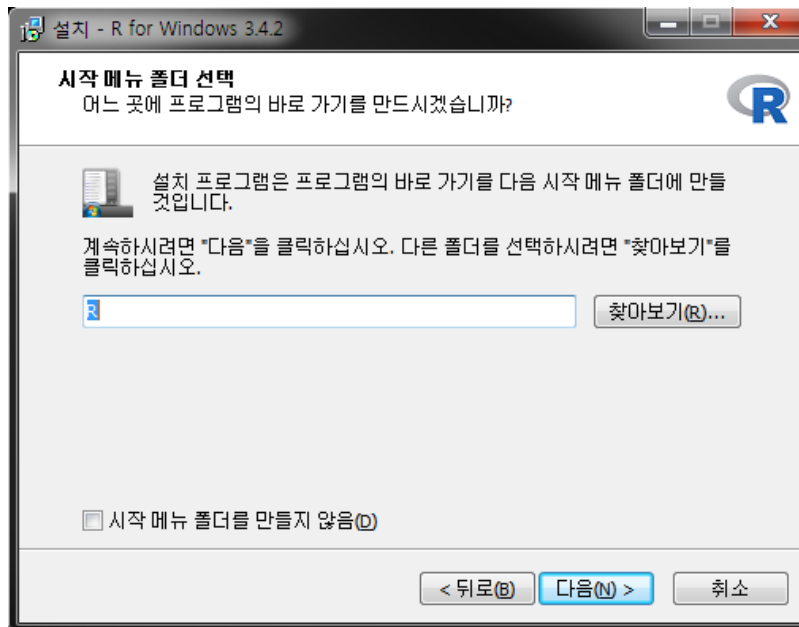 설치 - R for Windows 3.4.2
시작 메뉴 폴더 선택
어느 곳에 프로그램의 바로 가기를 만드시겠습니까?
R
설치 프로그램은 프로그램의 바로 가기를 다음 시작 메뉴 폴더에 만들
것입니다.
계속하시려면 "다음"을 클릭하십시오. 다른 폴더를 선택하시려면 "찾아보기"를
클릭하십시오.
R
찾아보기(R)...
시작 메뉴 폴더를 만들지 않음(D)
< 뒤로(B)
다음(N) >
취소